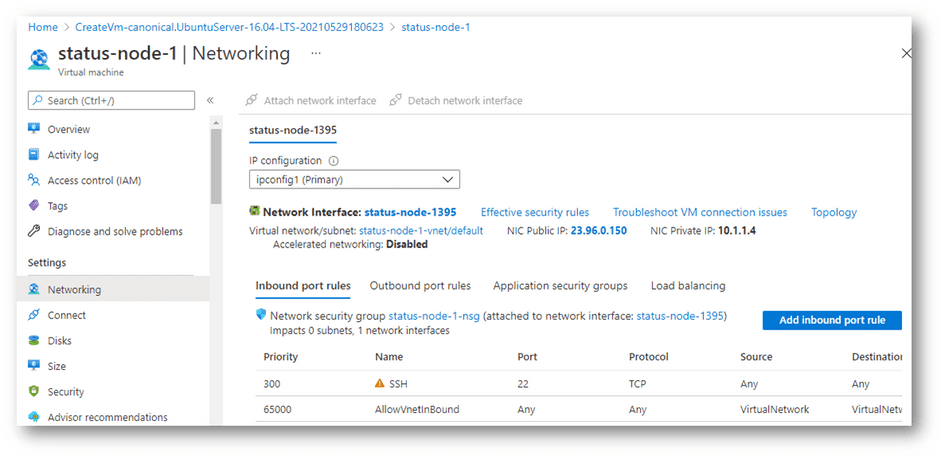 Home > CreateVm-canonical.UbuntuServer-16.04-LTS-20210529180623 > status-node-1
status-node-1 | Networking ...
Virtual machine
Search (Ctrl+/) «
Overview
Activity log
Access control (IAM)
Tags
Diagnose and solve problems
Settings
Networking
Connect
Disks
Size
Security
Advisor recommendations
Attach network interface Detach network interface
status-node-1395
IP configuration
ipconfig1 (Primary)
Network Interface: status-node-1395 Effective security rules Troubleshoot VM connection issues Topology
Virtual network/subnet: status-node-1-vnet/default NIC Public IP: 23.96.0.150 NIC Private IP: 10.1.1.4
Accelerated networking: Disabled
Inbound port rules Outbound port rules Application security groups Load balancing
Network security group status-node-1-nsg (attached to network interface: status-node-1395)
Impacts 0 subnets, 1 network interfaces
Add inbound port rule
Priority Name Port Protocol Source Destination
300 SSH 22 TCP Any Any
65000 AllowVnetInBound Any Any VirtualNetwork VirtualNetw